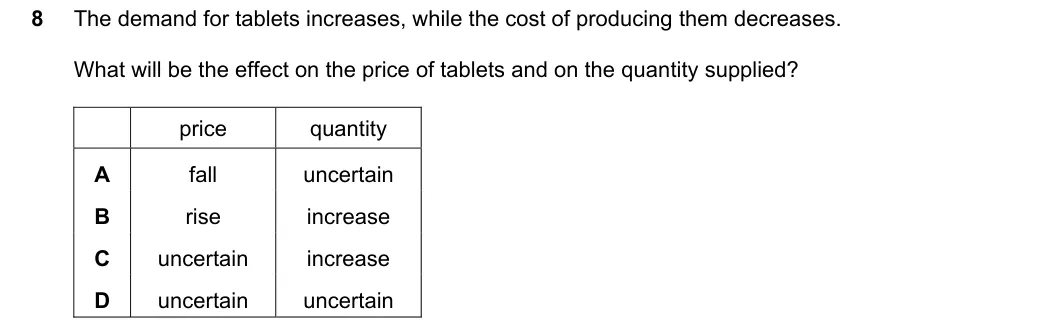 8 The demand for tablets increases, while the cost of producing them decreases.
What will be the effect on the price of tablets and on the quantity supplied?
price quantity
A fall uncertain
B rise increase
C uncertain increase
D uncertain uncertain